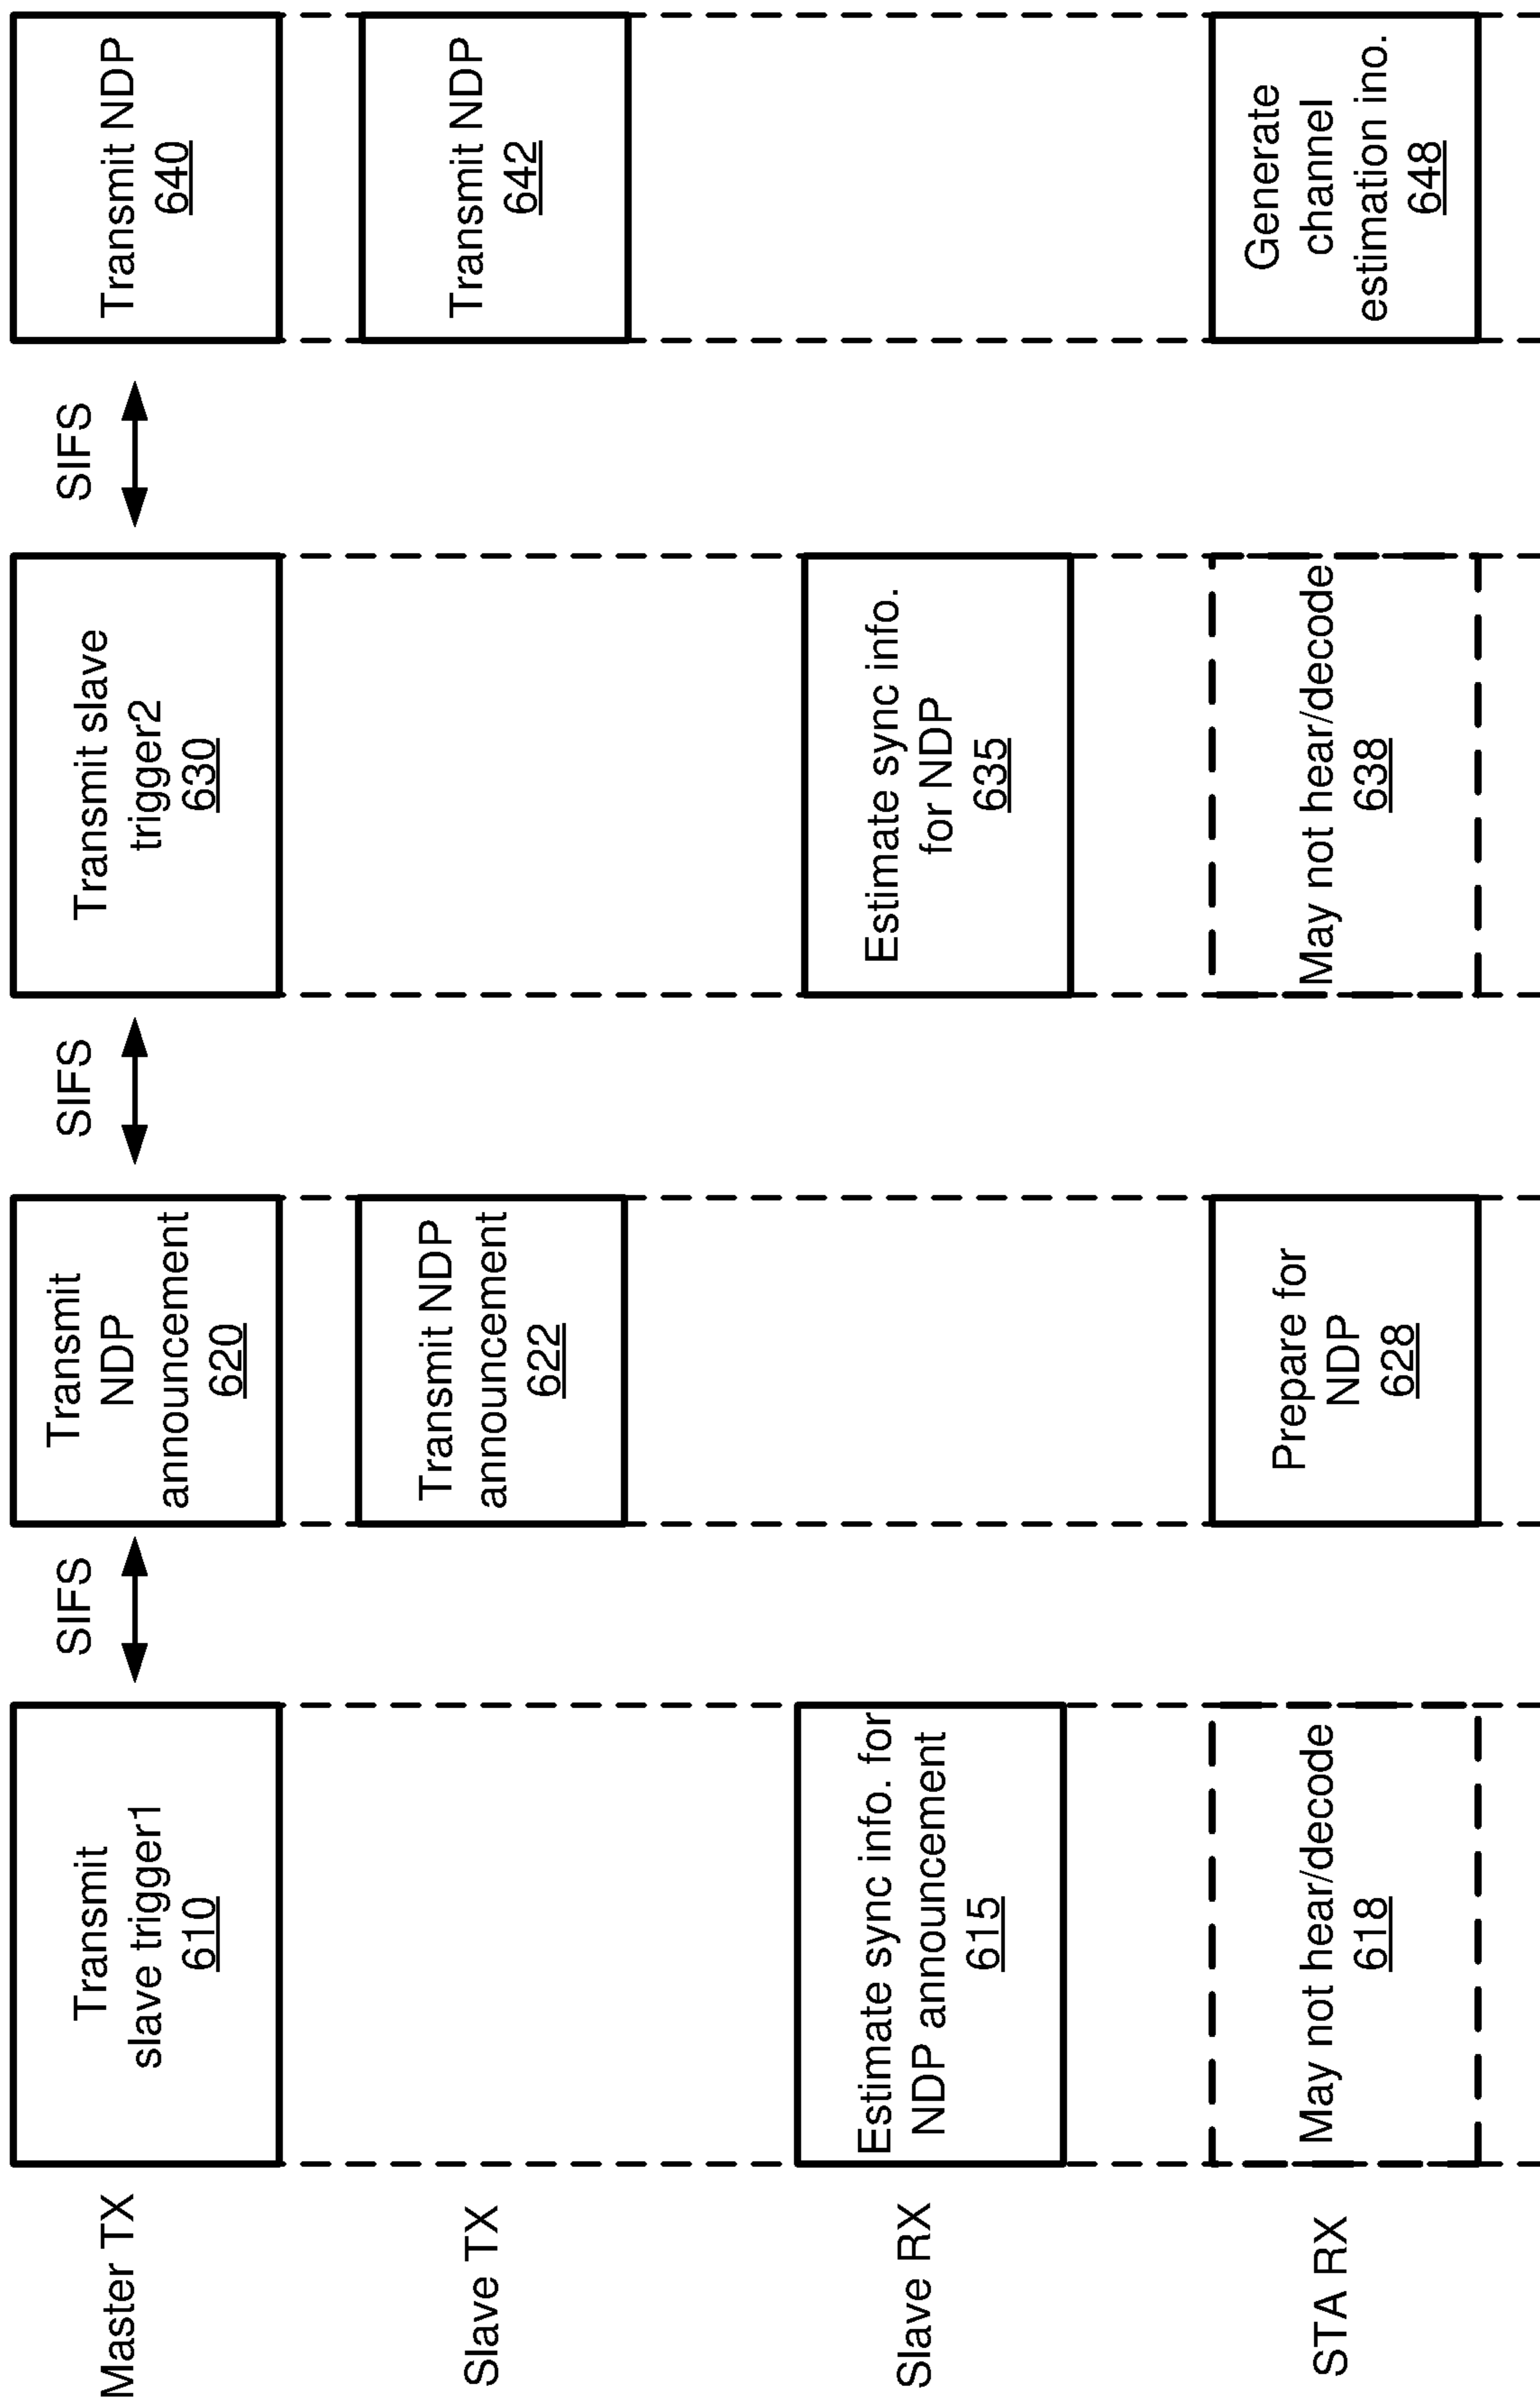 SIFS
SIFS
SIFS
Master TX
Transmit
slave trigger1
610
Transmit
NDP
announcement
620
Transmit slave
trigger2
630
Transmit NDP
640
Slave TX
Transmit NDP
announcement
622
Transmit NDP
642
Slave RX
Estimate sync info. for
NDP announcement
615
Estimate sync info.
for NDP
635
STA RX
May not hear/decode
618
Prepare for
NDP
628
May not hear/decode
638
Generate
channel
estimation ino.
648